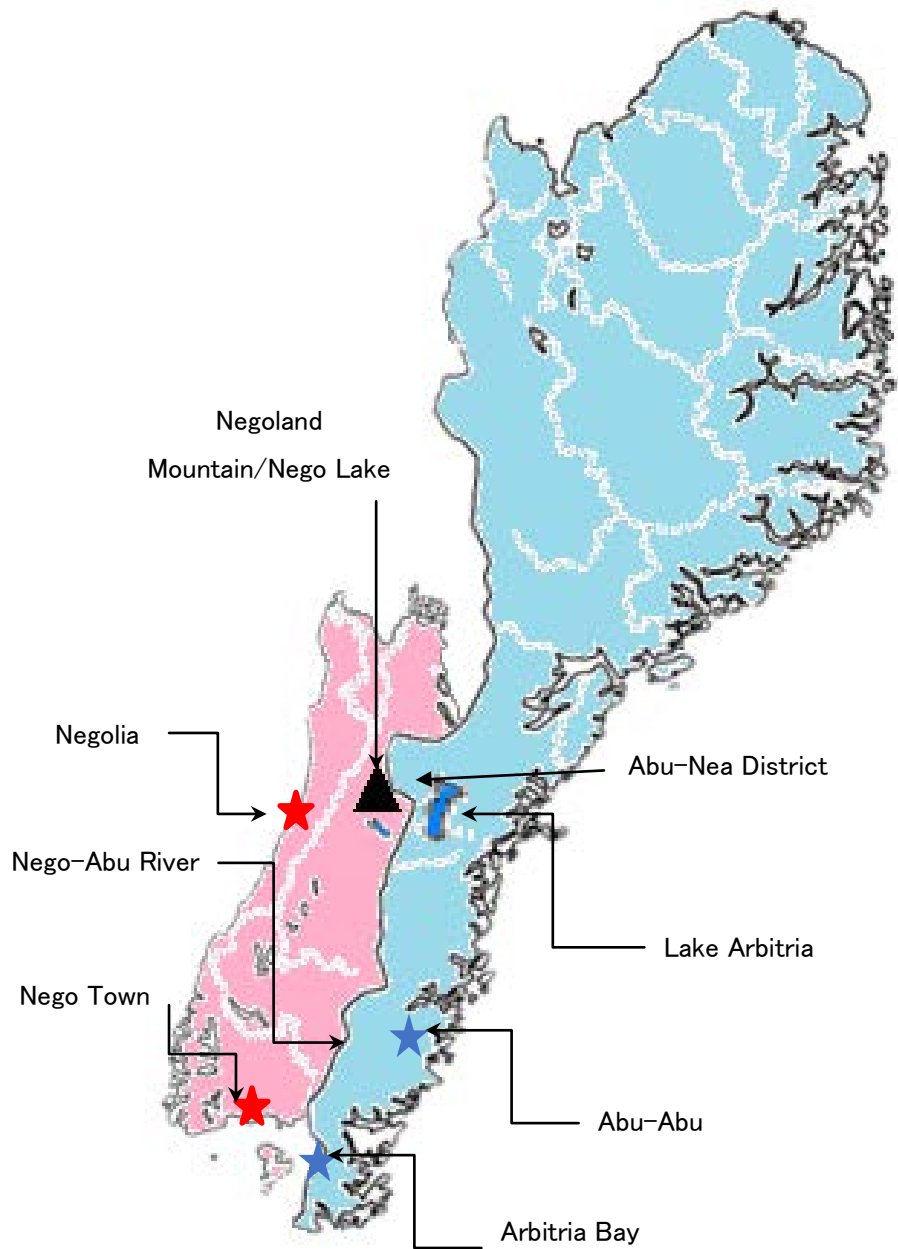 Negoland
Mountain/Nego Lake
Negolia
Abu-Nea District
Nego-Abu River
Lake Arbitria
Nego Town
Abu-Abu
Arbitria Bay